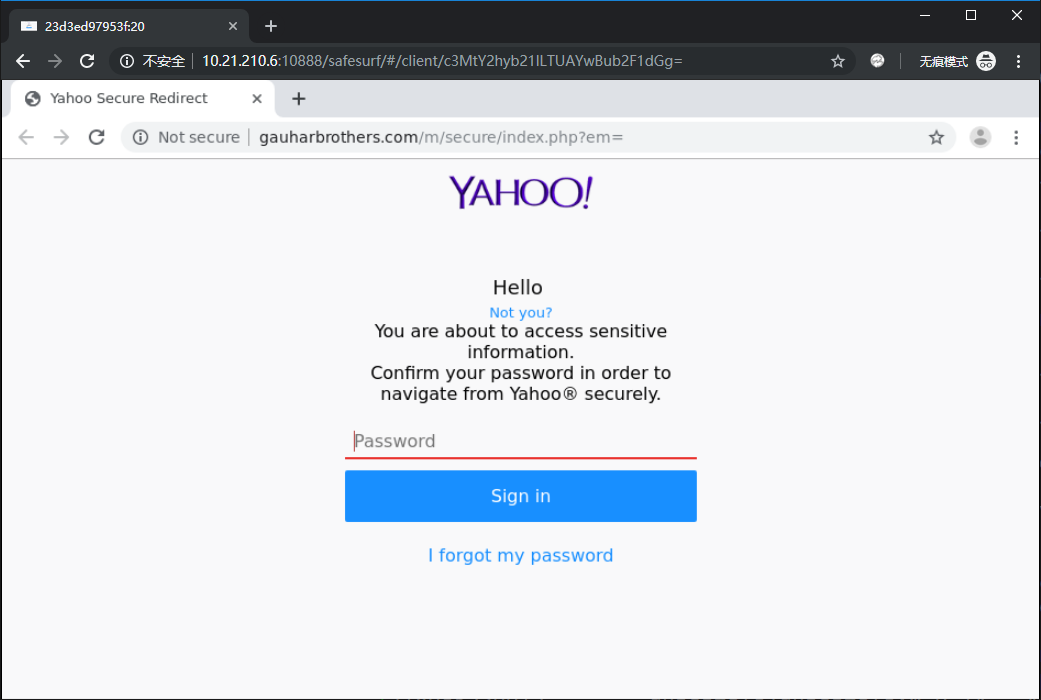 23d3ed97953f:20
不安全 10.21.210.6:10888/safesurf/#/client/c3MtY2hyb21lLTUAYwBub2F1dGg= 无痕模式
Yahoo Secure Redirect
Not secure gauharbrothers.com/m/secure/index.php?em=
YAHOO!
Hello
Not you?
You are about to access sensitive
information.
Confirm your password in order to
navigate from Yahoo® securely.
Password
Sign in
I forgot my password